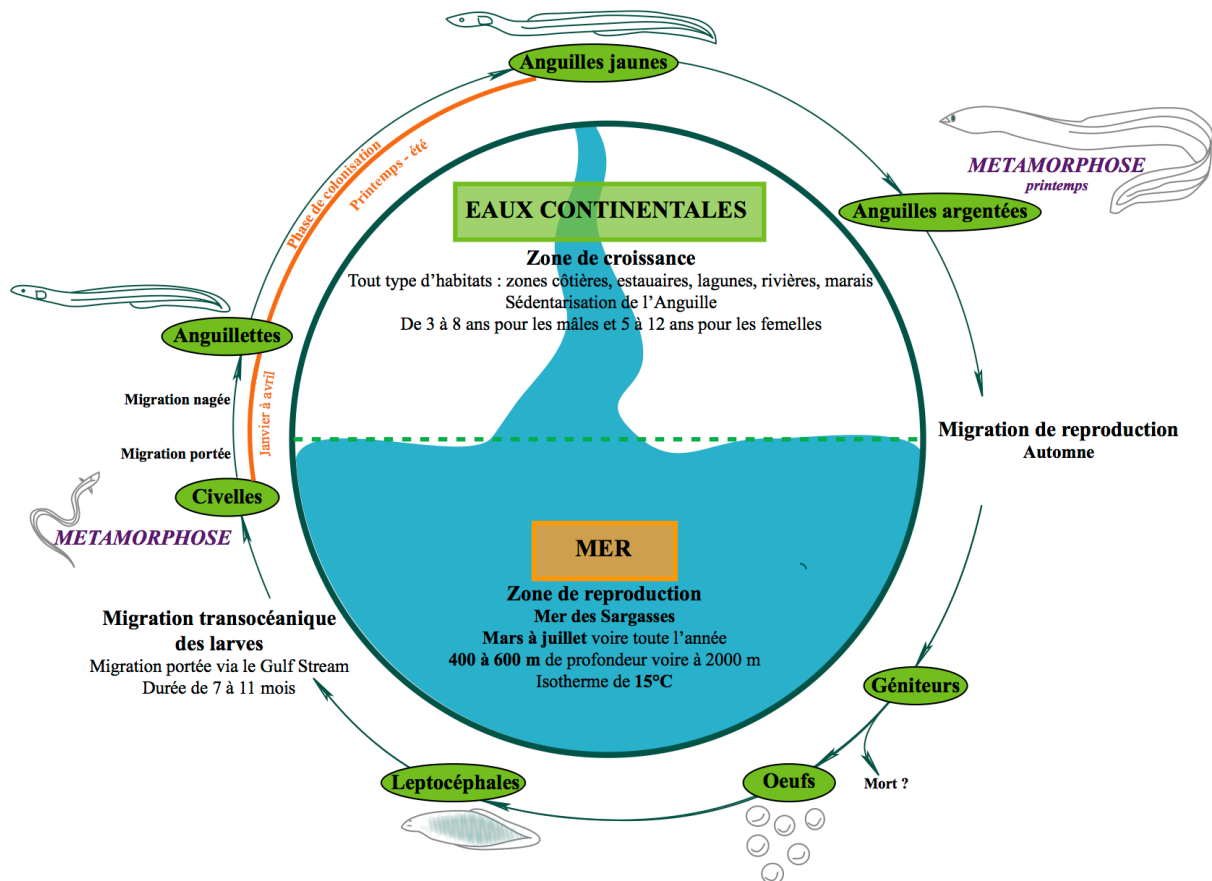 Anguilles jaunes
METAMORPHOSE
printemps
Anguilles argentées
Phase de colonisation
Printemps - été
EAUX CONTINENTALES
Zone de croissance
Tout type d'habitats : zones côtières, estauaires, lagunes, rivières, marais
Sédentarisation de l'Anguille
De 3 à 8 ans pour les mâles et 5 à 12 ans pour les femelles
Anguillettes
Migration nagée
Janvier à avril
Migration portée
Civelles
METAMORPHOSE
Migration de reproduction
Automne
MER
Zone de reproduction
Mer des Sargasses
Mars à juillet voire toute l'année
400 à 600 m de profondeur voire à 2000 m
Isotherme de 15°C
Migration transocéanique
des larves
Migration portée via le Gulf Stream
Durée de 7 à 11 mois
Géniteurs
Mort ?
Oeufs
Leptocéphales